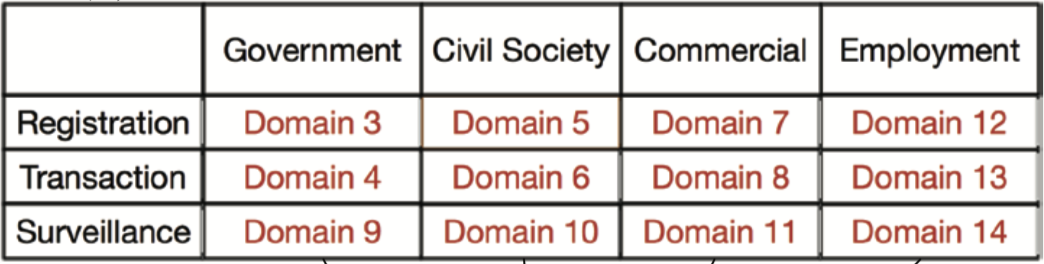 Government Civil Society Commercial Employment
Registration Domain 3 Domain 5 Domain 7 Domain 12
Transaction Domain 4 Domain 6 Domain 8 Domain 13
Surveillance Domain 9 Domain 10 Domain 11 Domain 14